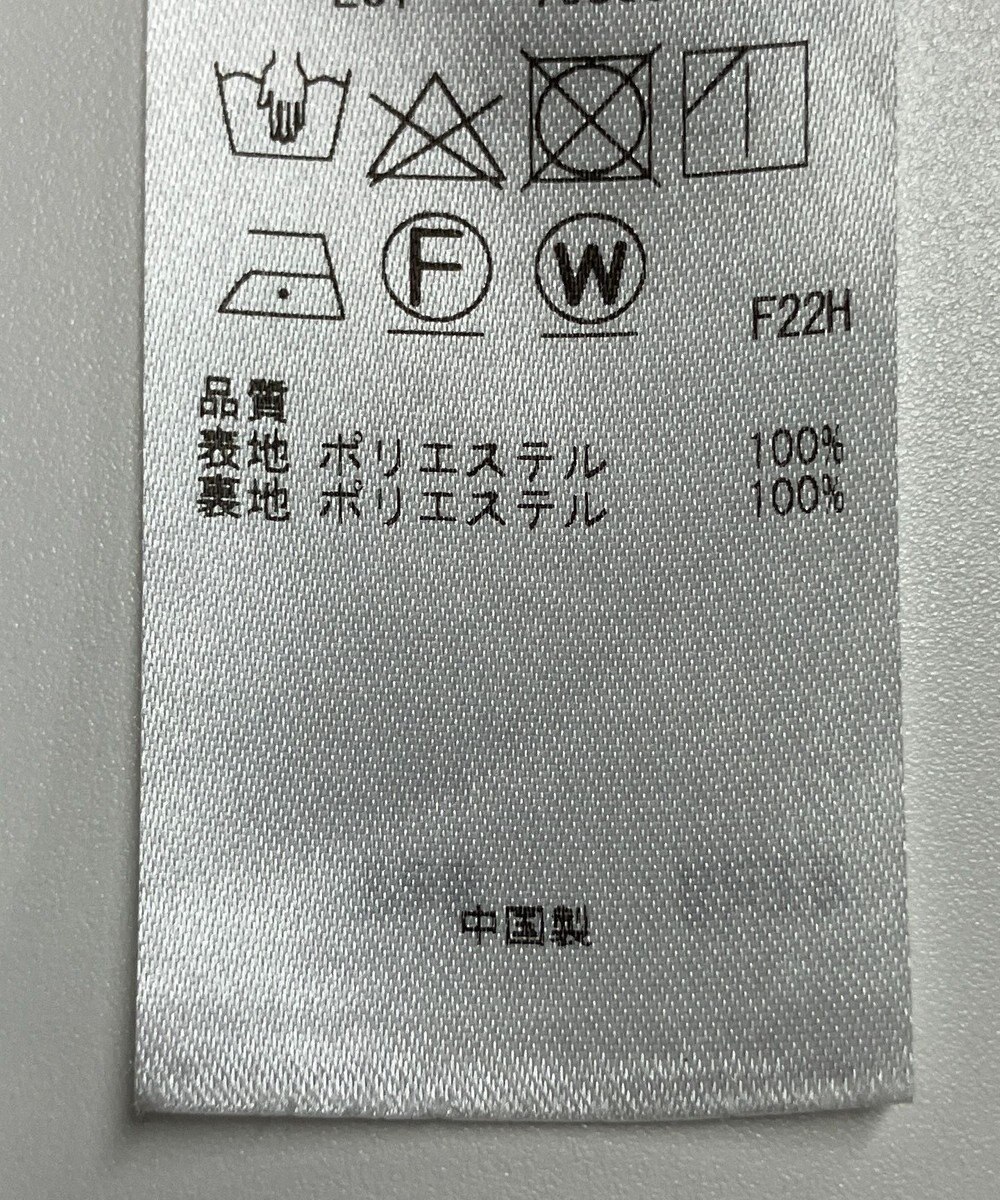 F W
F22H
品質
表地 ポリエステル 100%
裏地 ポリエステル 100%
中国製